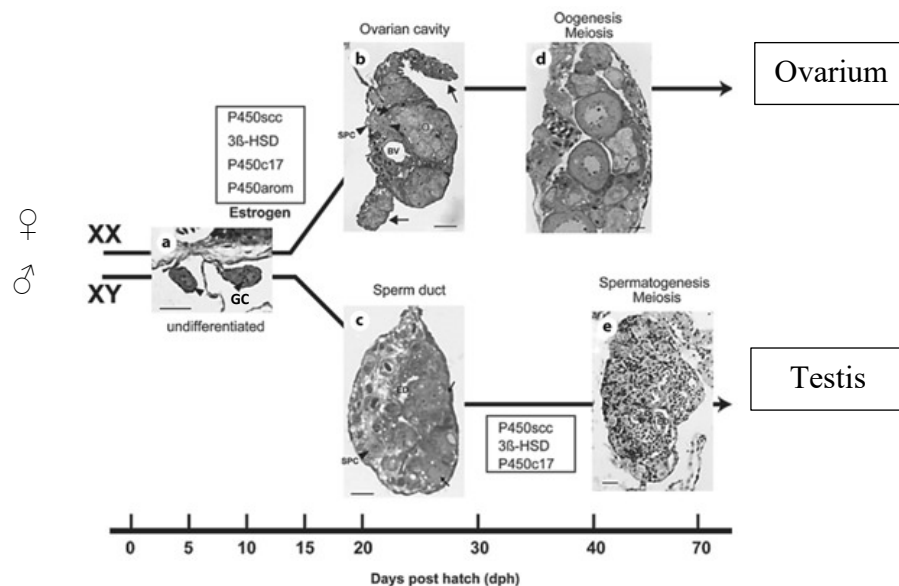 Ovarian cavity
Oogenesis
Meiosis
b
d
Ovarium
P450scc
3ß-HSD
P450c17
P450arom
Estrogen
SPC
BV
♀
XX
a
♂
XY
GC
undifferentiated
Sperm duct
Spermatogenesis
Meiosis
c
e
Testis
ED
SPC
P450scc
3ß-HSD
P450c17
0 5 10 15 20 30 40 70
Days post hatch (dph)